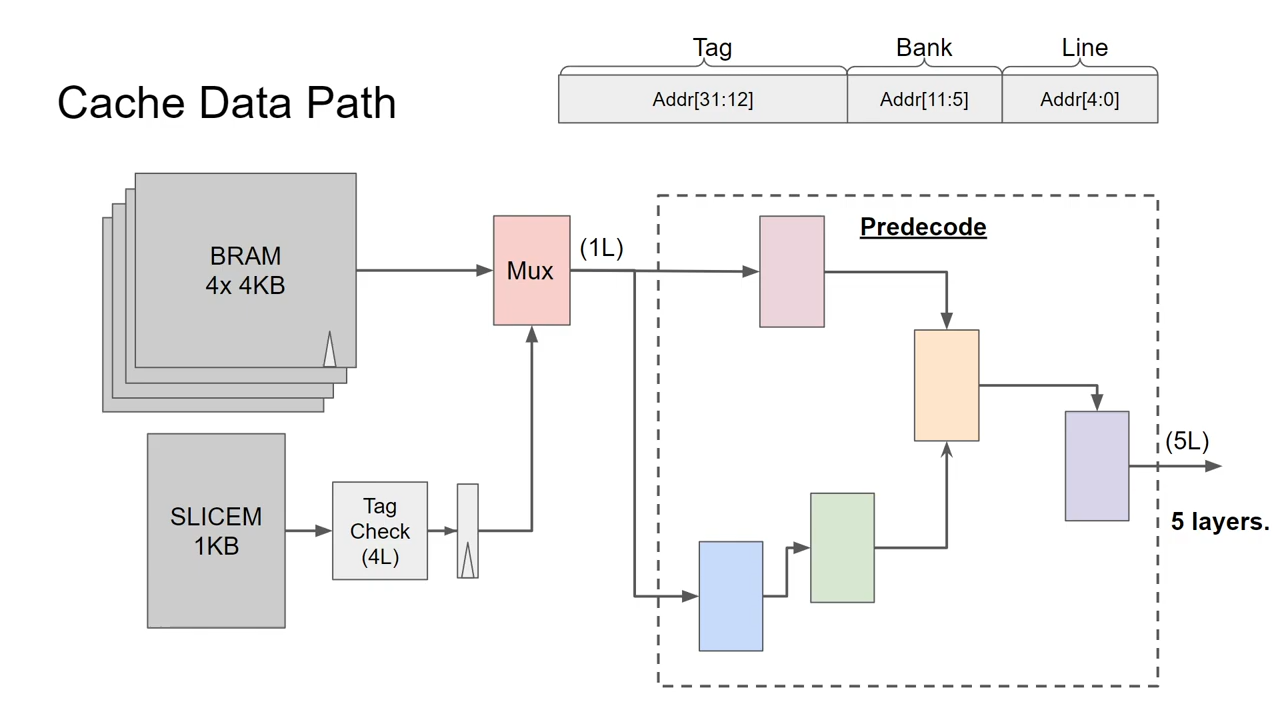 Cache Data Path
Tag
Bank
Line
Addr[31:12]
Addr[11:5]
Addr[4:0]
BRAM
4x 4KB
Mux
(1L)
Predecode
SLICEM
1KB
Tag
Check
(4L)
(5L)
5 layers.